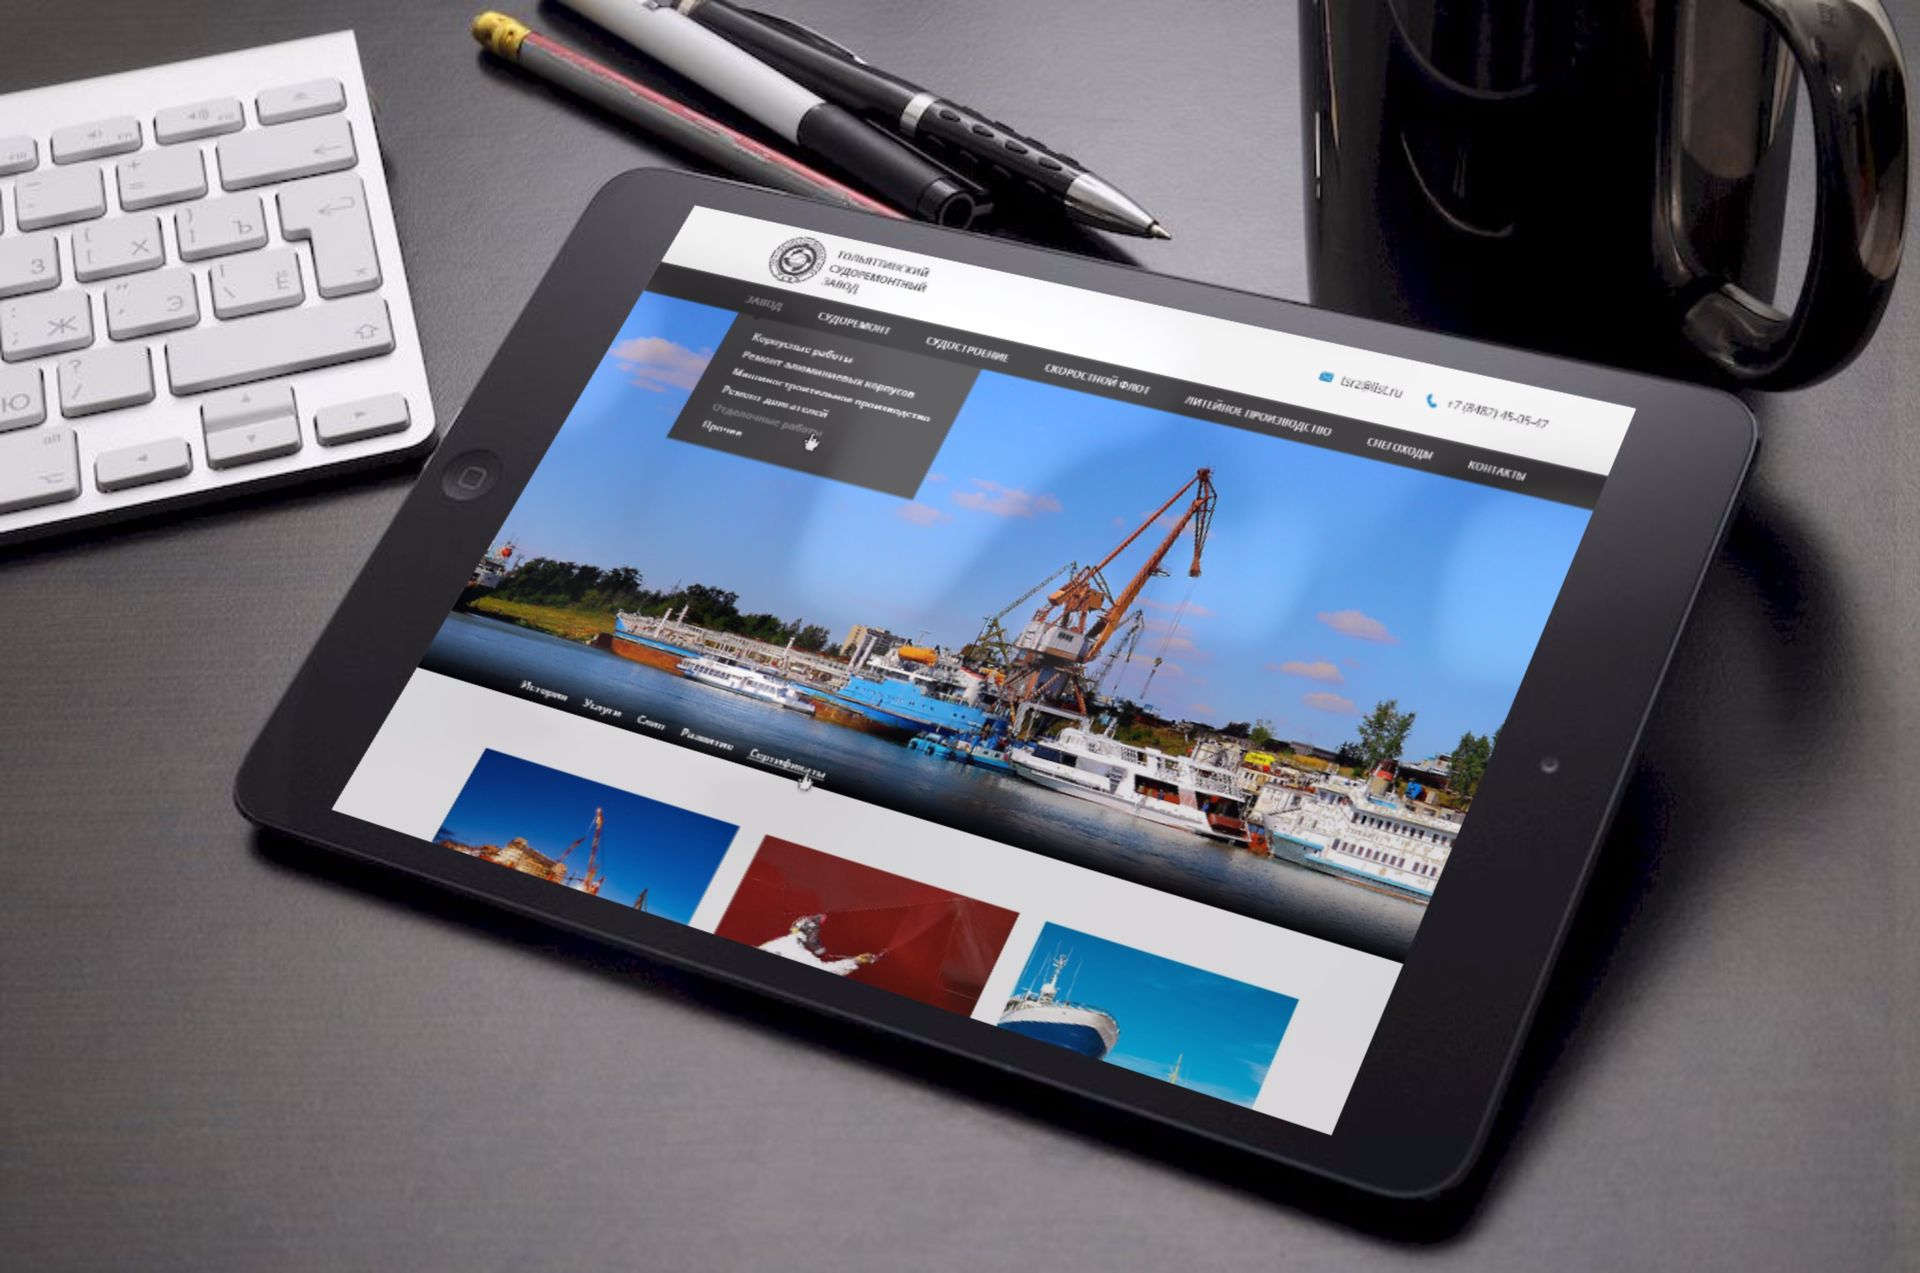 ТОЛЬЯТТИНСКИЙ
СУДОРЕМОНТНЫЙ
ЗАВОД
tsrz@list.ru
+7 (8482) 45-05-47
ЗАВОД
СУДОРЕМОНТ
СУДОСТРОЕНИЕ
СКОРОСТНОЙ ФЛОТ
ЛИТЕЙНОЕ ПРОИЗВОДСТВО
СНЕГОХОДЫ
КОНТАКТЫ
Корпусные работы
Ремонт алюминиевых корпусов
Машиностроительное производство
Ремонт двигателей
Отделочные работы
Прочее
История
Услуги
Слип
Развитие
Сертификаты
+
=
-
З
[
Х
]
Ъ
Ж
Э
\
Ё
Ю
?
/
alt